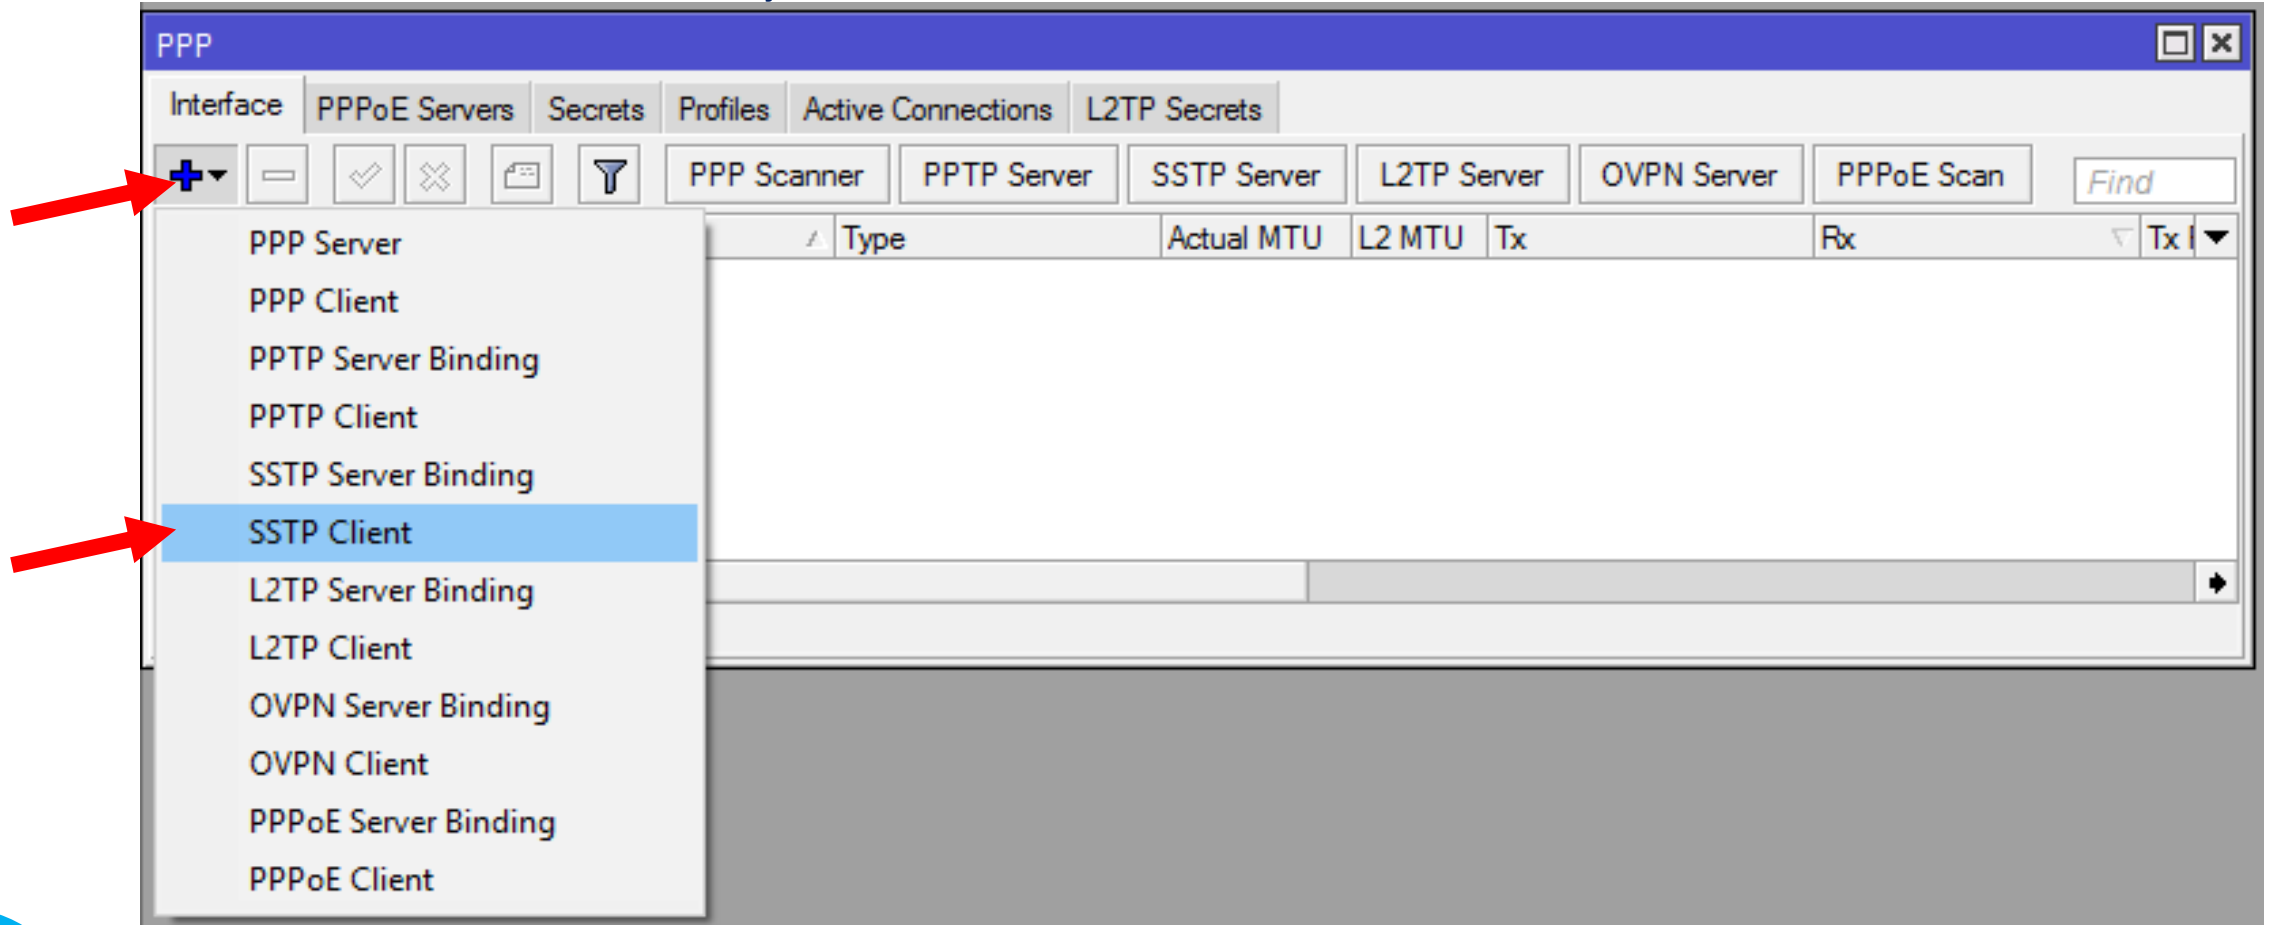 PPP
Interface PPPoE Servers Secrets Profiles Active Connections L2TP Secrets
PPP Scanner PPTP Server SSTP Server L2TP Server OVPN Server PPPoE Scan Find
Type Actual MTU L2 MTU Tx Rx Tx
PPP Server
PPP Client
PPTP Server Binding
PPTP Client
SSTP Server Binding
SSTP Client
L2TP Server Binding
L2TP Client
OVPN Server Binding
OVPN Client
PPPoE Server Binding
PPPoE Client